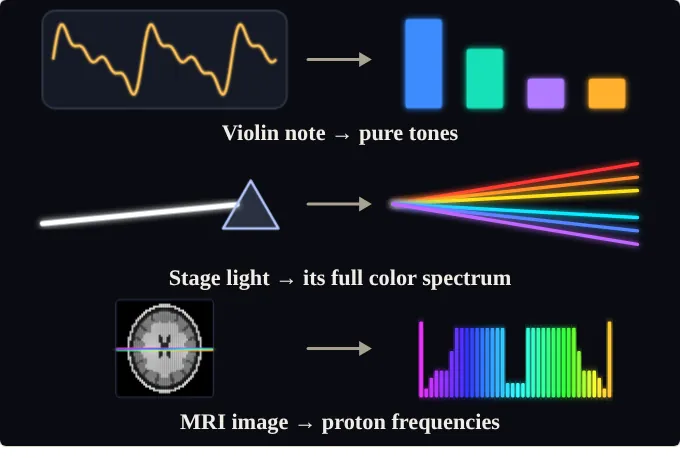 Violin note → pure tones
Stage light → its full color spectrum
MRI image → proton frequencies